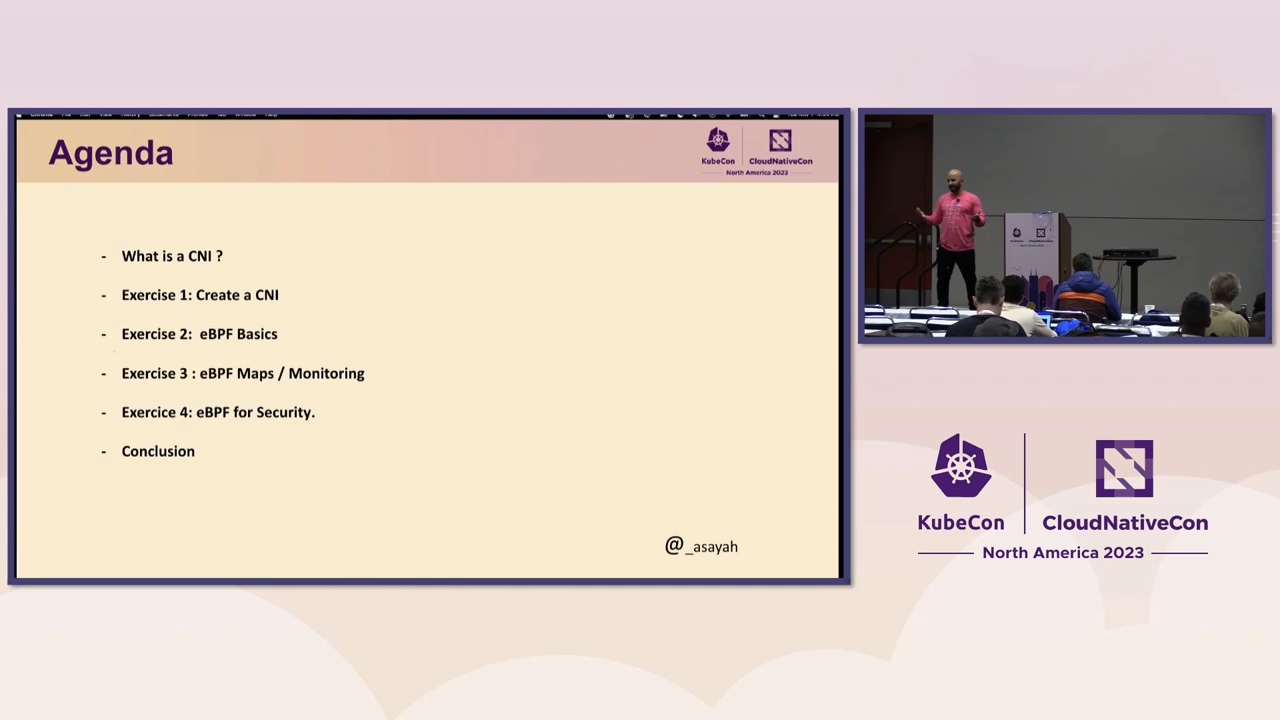 Agenda
KubeCon
CloudNativeCon
North America 2023
- What is a CNI ?
- Exercise 1: Create a CNI
- Exercise 2:  eBPF Basics
- Exercise 3 : eBPF Maps / Monitoring
- Exercice 4: eBPF for Security.
- Conclusion
@_asayah
KubeCon
CloudNativeCon
North America 2023